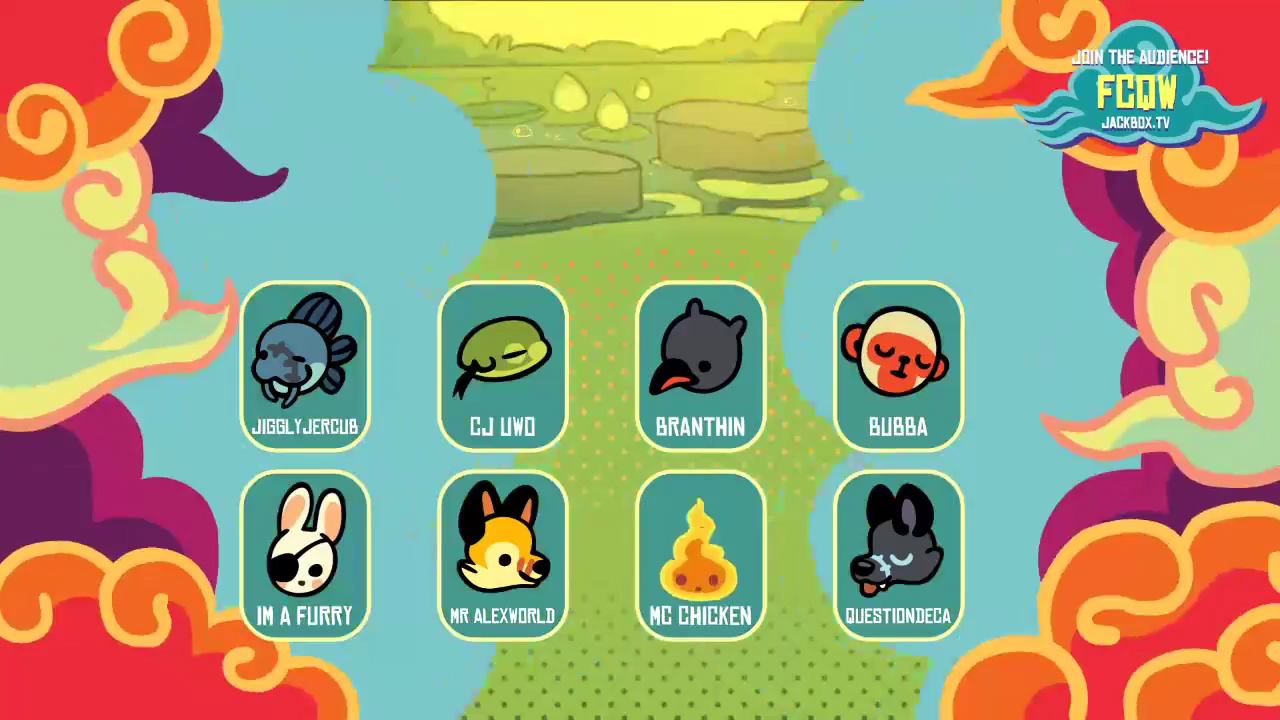 JOIN THE AUDIENCE!
FCQW
JACKBOX.TV
JIGGLYJERCUB
CJ UWO
BRANTHIN
BUBBA
IM A FURRY
MR ALEXWORLD
MC CHICKEN
QUESTIONDECA